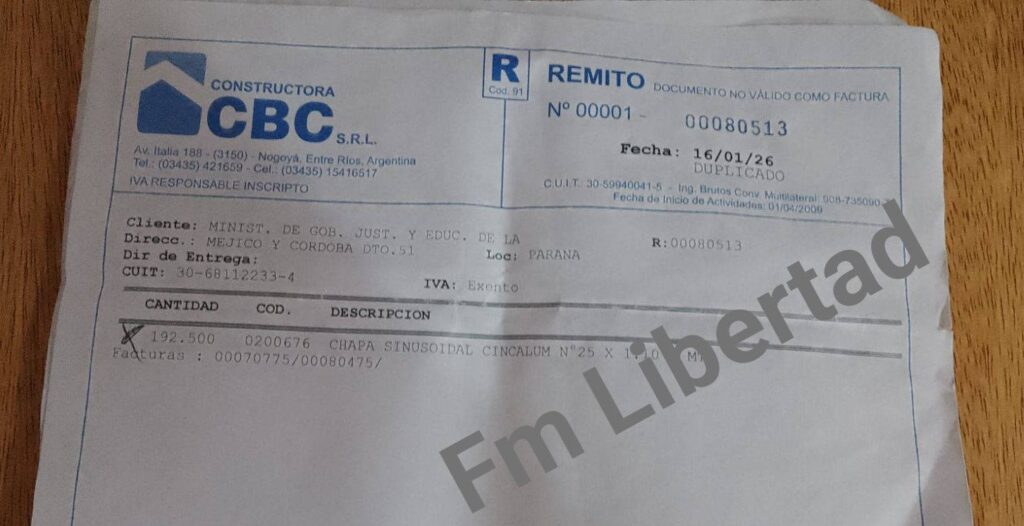 CONSTRUCTORA
CBC S.R.L.
Av. Italia 188 - (3150) - Nogoyá, Entre Ríos, Argentina
Tel.: (03435) 421659 - Cel.: (03435) 15416517
IVA RESPONSABLE INSCRIPTO
R
Cod. 91
REMITO DOCUMENTO NO VÁLIDO COMO FACTURA
Nº 00001 - 00080513
Fecha: 16/01/26
DUPLICADO
C.U.I.T.: 30-59940041-5 - Ing. Brutos Conv. Multilateral: 908-735090-
Fecha de Inicio de Actividades: 01/04/2009
Cliente: MINIST. DE GOB. JUST. Y EDUC. DE LA
R:00080513
Direcc.: MEJICO Y CORDOBA DTO.51 Loc: PARANA
Dir de Entrega:
CUIT: 30-68112233-4 IVA: Exento
CANTIDAD COD. DESCRIPCION
192.500 0200676 CHAPA SINUSOIDAL CINCALUM N°25 X 1.10
Facturas : 00070775/00080475/
Fm Libertad